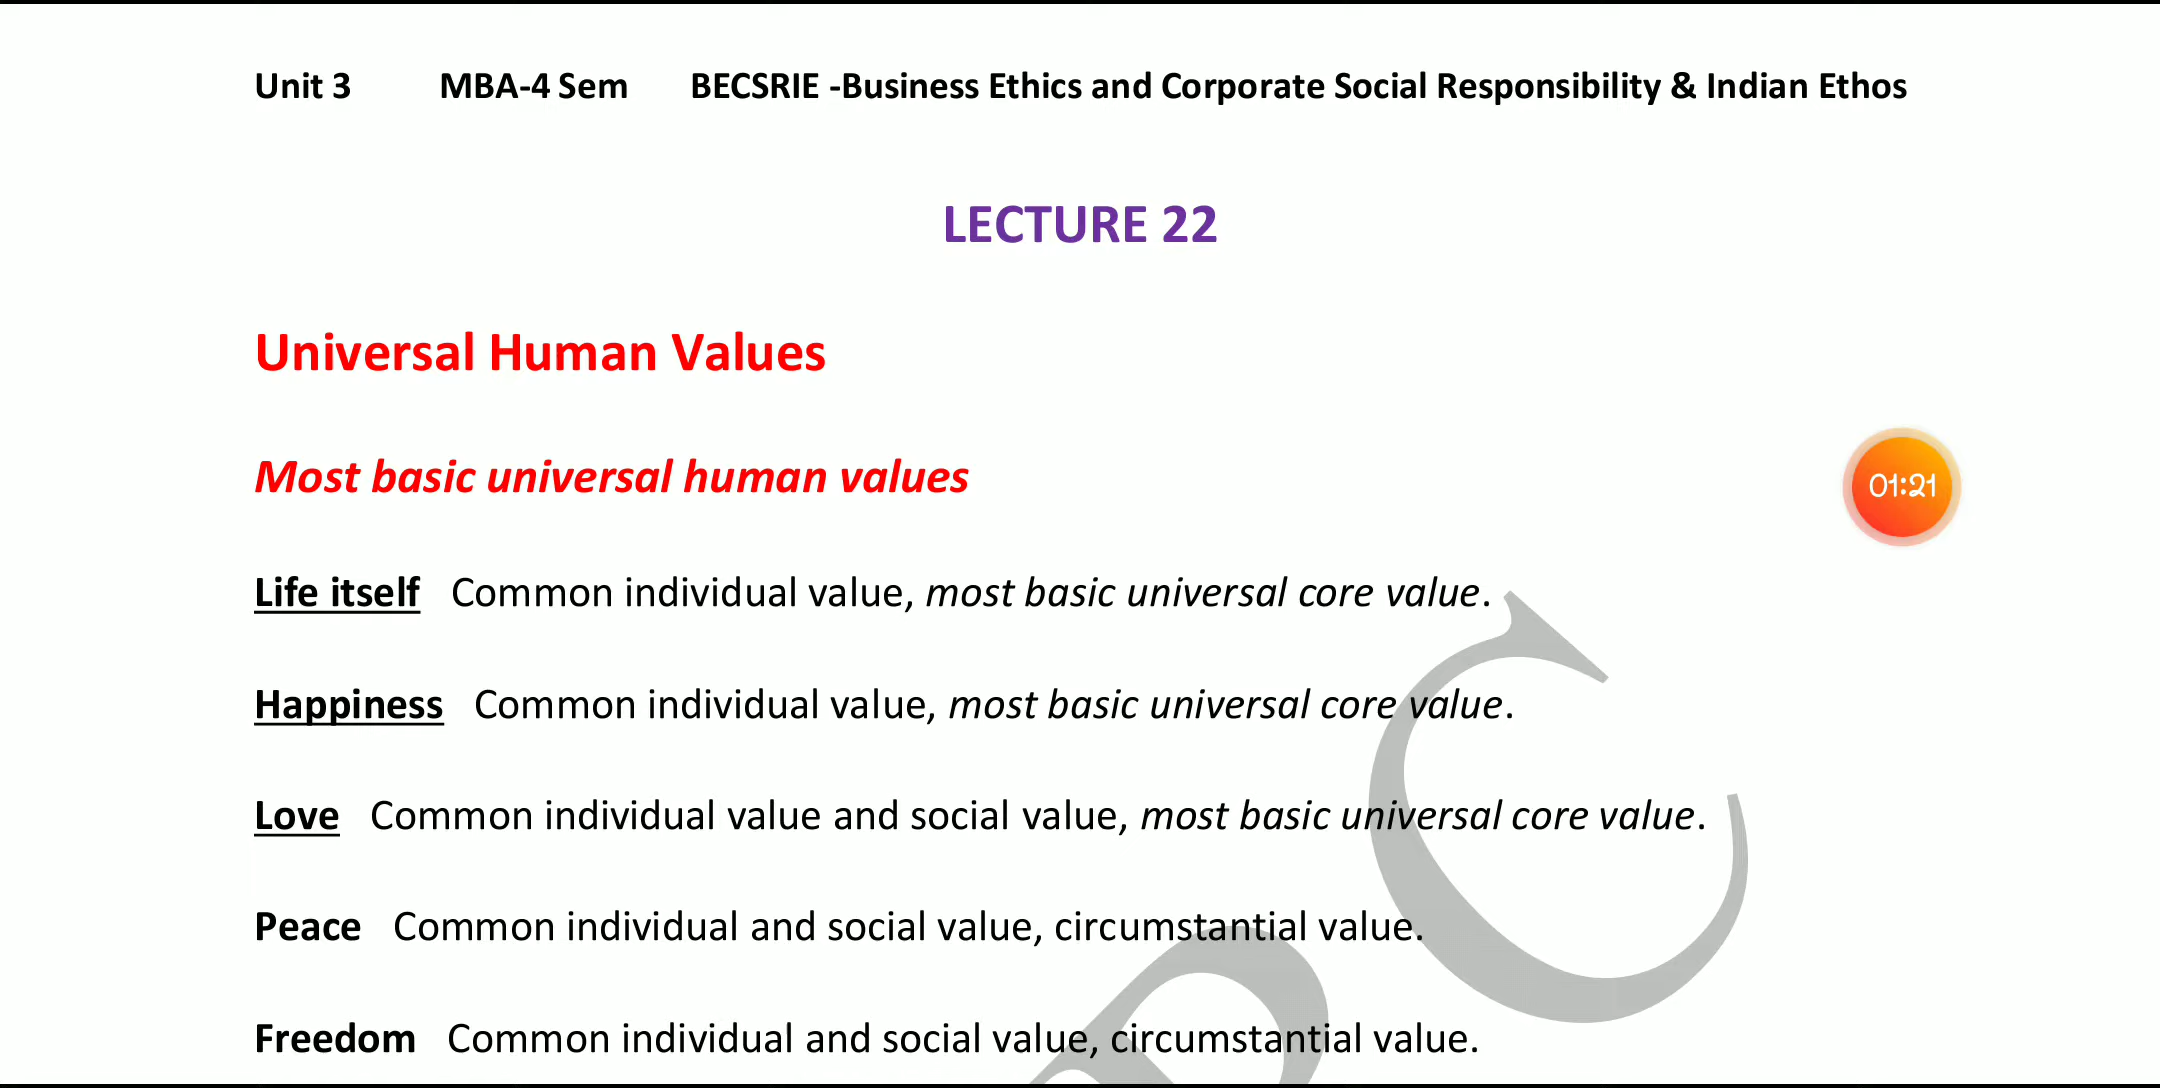 Unit 3 MBA-4 Sem BECSRIE -Business Ethics and Corporate Social Responsibility & Indian Ethos
LECTURE 22
Universal Human Values
Most basic universal human values
01:21
Life itself Common individual value, most basic universal core value.
Happiness Common individual value, most basic universal core value.
Love Common individual value and social value, most basic universal core value.
Peace Common individual and social value, circumstantial value.
Freedom Common individual and social value, circumstantial value.
C